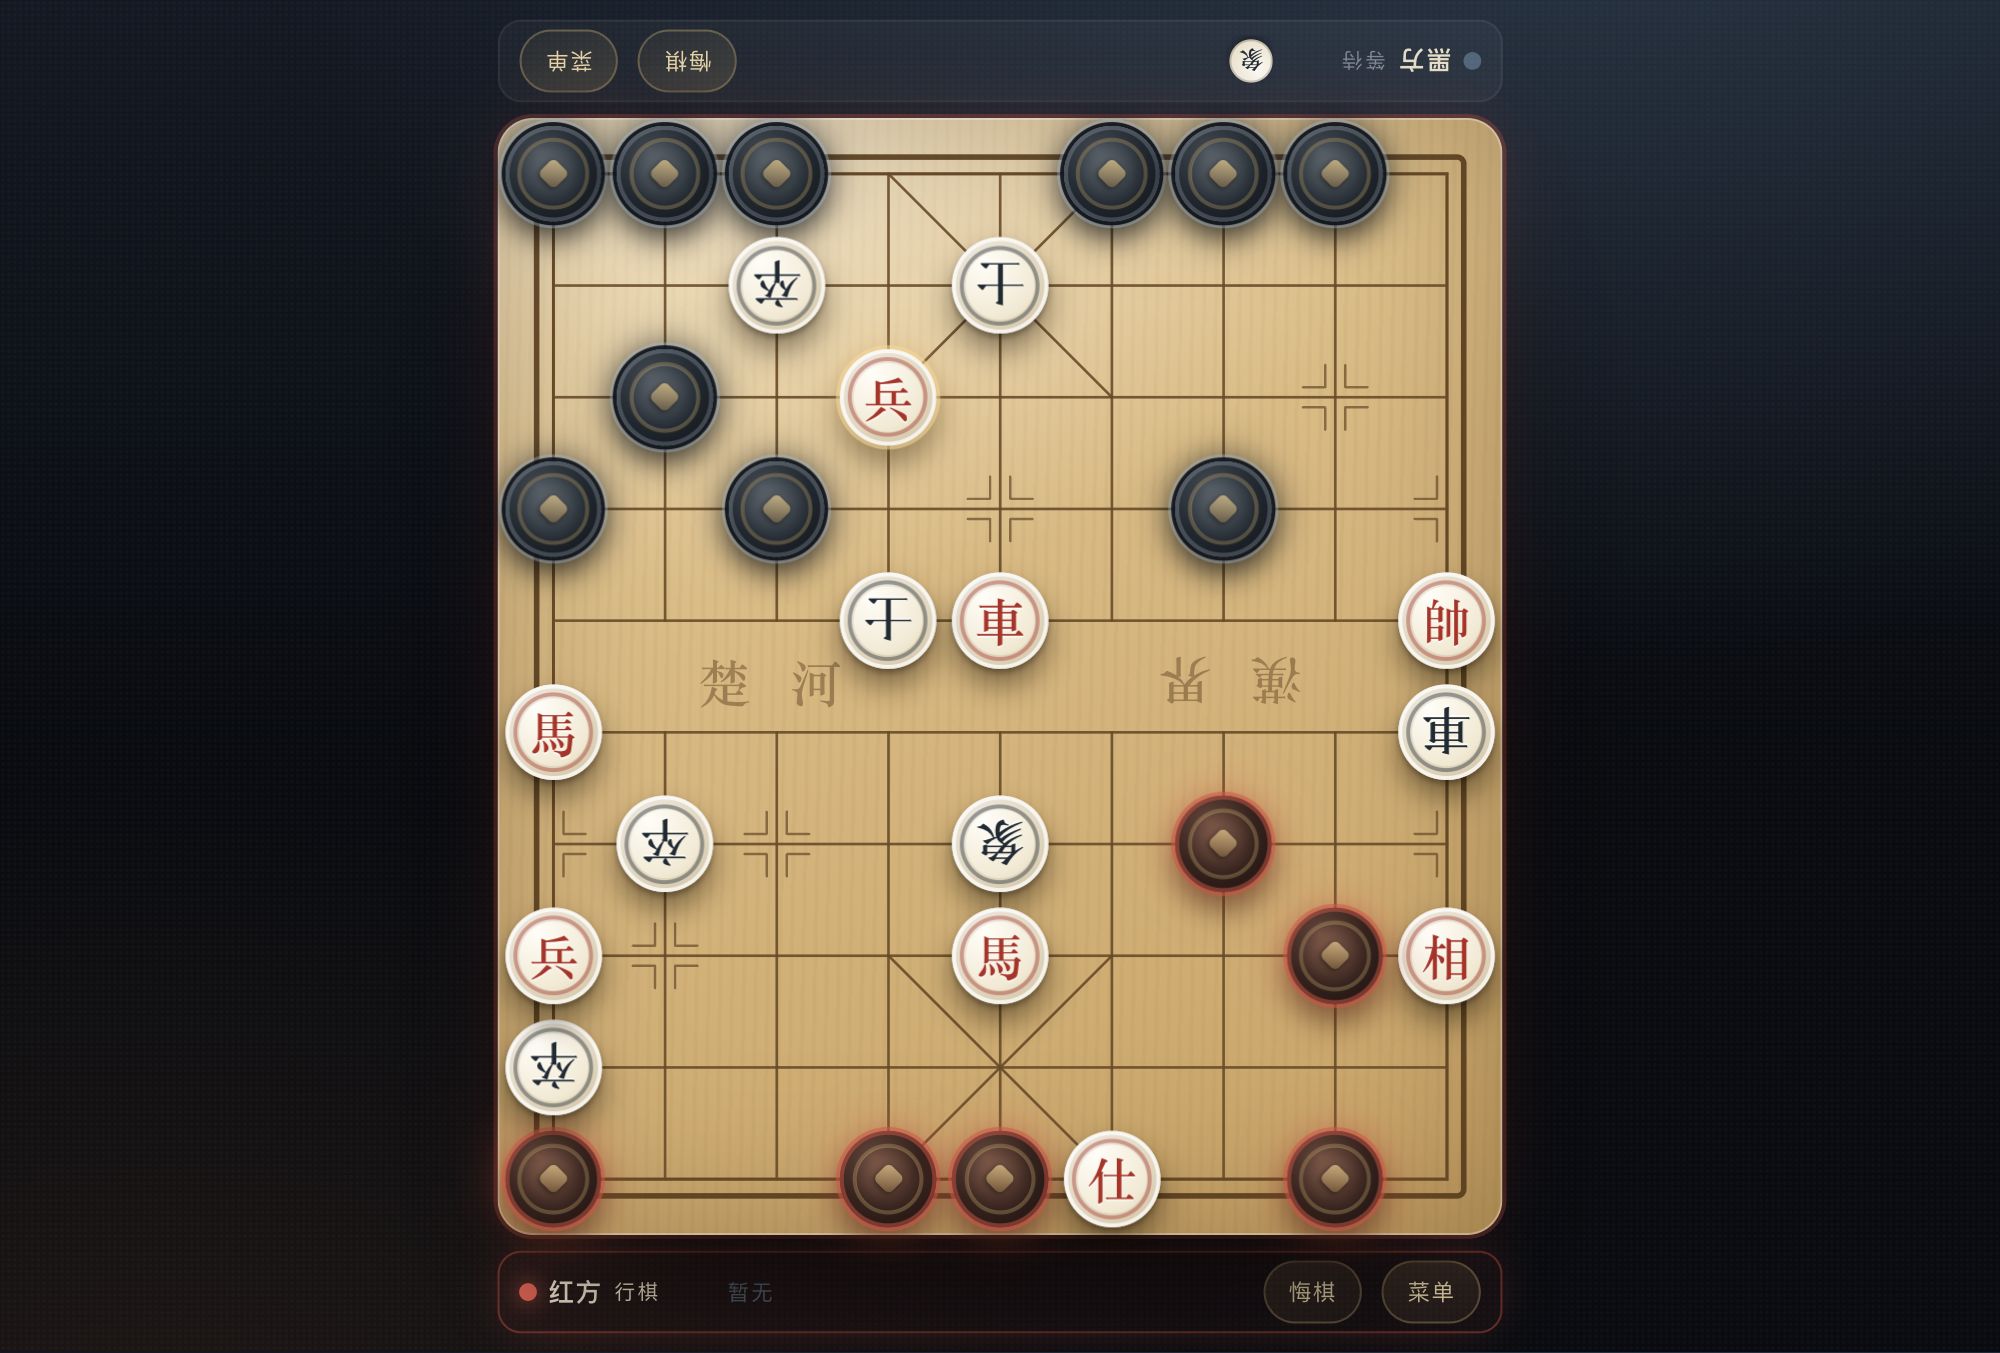 菜单 悔棋 象 等待 黑方
卒 士
兵
士 車 帥
楚 河 漢 界
馬 車
卒 象
兵 馬 相
卒
仕
红方 行棋 暂无 悔棋 菜单